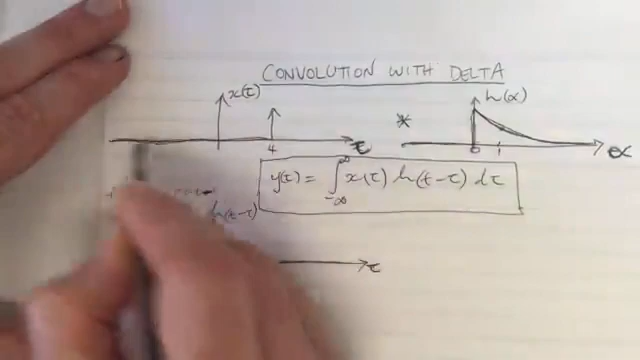 CONVOLUTION WITH DELTA
x(τ)
h(α)
*
4
τ
0
1
α
y(t) = ∫ x(τ) h(t-τ) dτ
∞
-∞
h(t-τ)
τ